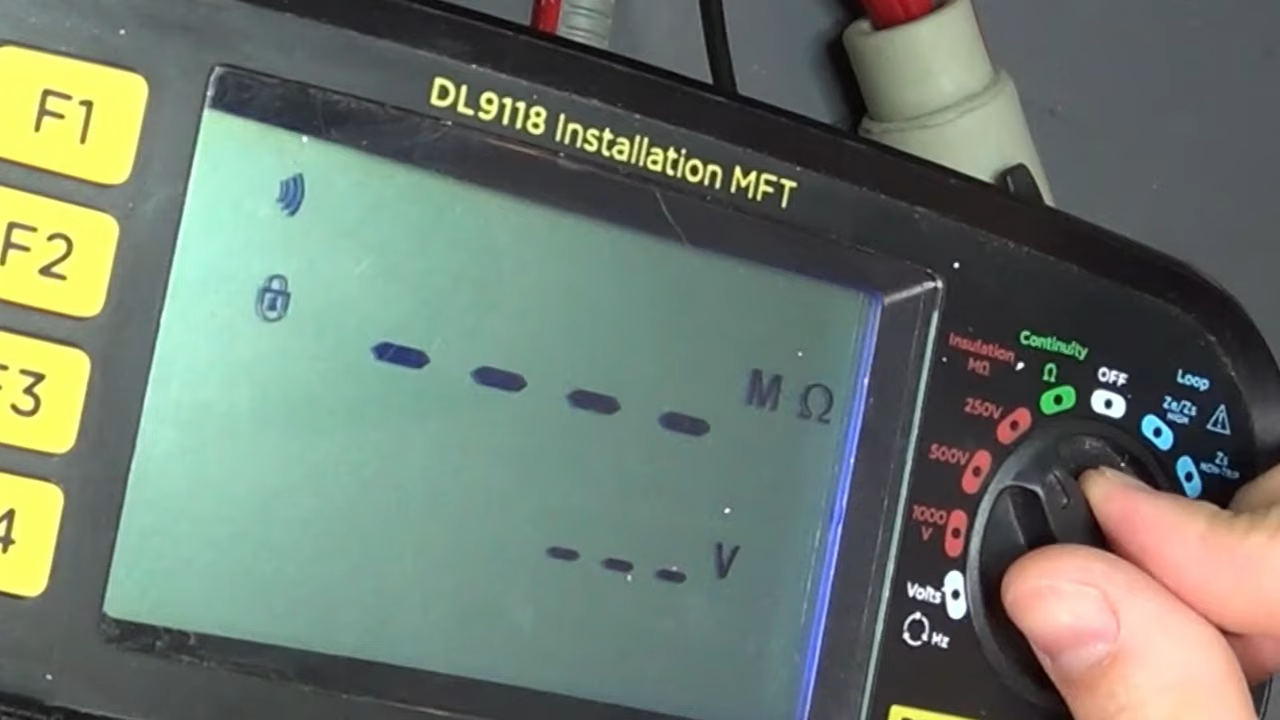 DL9118 Installation MFT
F1
F2
F3
4
MΩ
V
Insulation
MΩ
Continuity
Ω
OFF
Loop
Ze/Zs
HIGH
Zs
NON-TRIP
250V
500V
1000
V
Volts
Hz